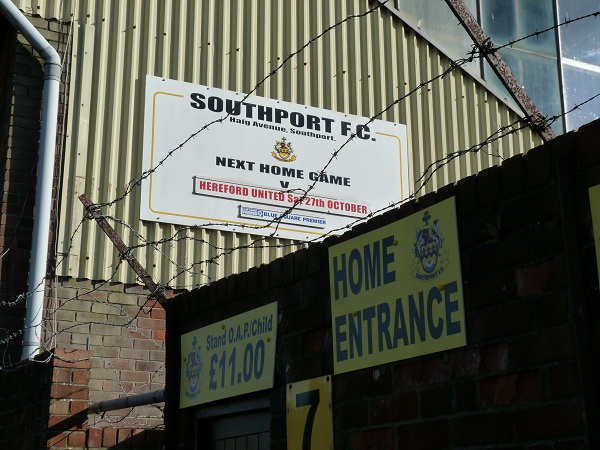 SOUTHPORT F.C.
Haig Avenue, Southport.
NEXT HOME GAME
V
HEREFORD UNITED Sat 27th OCTOBER
BLUE SQUARE PREMIER
HOME
ENTRANCE
Stand O.A.P./Child
£11.00
7